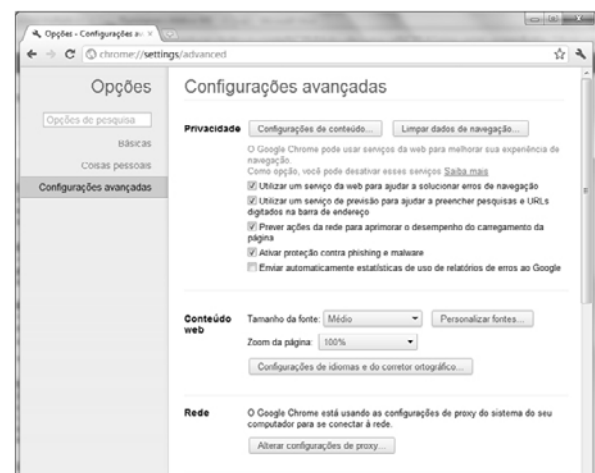 Opções - Configurações av
chrome://settings/advanced
Opções
Opções de pesquisa
Básicas
Coisas pessoais
Configurações avançadas
Configurações avançadas
Privacidade
Configurações de conteúdo...
Limpar dados de navegação...
O Google Chrome pode usar serviços da web para melhorar sua experiência de
navegação.
Como opção, você pode desativar esses serviços Saiba mais
Utilizar um serviço da web para ajudar a solucionar erros de navegação
Utilizar um serviço de previsão para ajudar a preencher pesquisas e URLs
digitados na barra de endereço
Prever ações da rede para aprimorar o desempenho do carregamento da
página
Ativar proteção contra phishing e malware
Enviar automaticamente estatísticas de uso de relatórios de erros ao Google
Conteúdo
web
Tamanho da fonte: Médio
Personalizar fontes...
Zoom da página: 100%
Configurações de idiomas e do corretor ortográfico...
Rede
O Google Chrome está usando as configurações de proxy do sistema do seu
computador para se conectar à rede.
Alterar configurações de proxy...